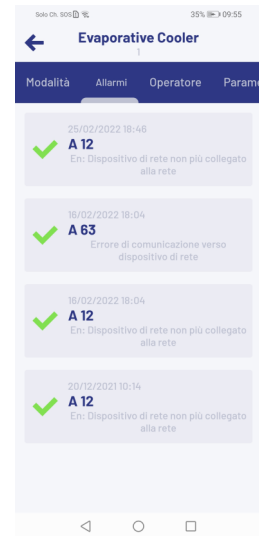 Solo Ch. SOS 35% 09:55
Evaporative Cooler
1
Modalità Allarmi Operatore Parame
25/02/2022 18:46
A 12
En: Dispositivo di rete non più collegato
alla rete
16/02/2022 18:04
A 63
Errore di comunicazione verso
dispositivo di rete
16/02/2022 18:04
A 12
En: Dispositivo di rete non più collegato
alla rete
20/12/2021 10:14
A 12
En: Dispositivo di rete non più collegato
alla rete